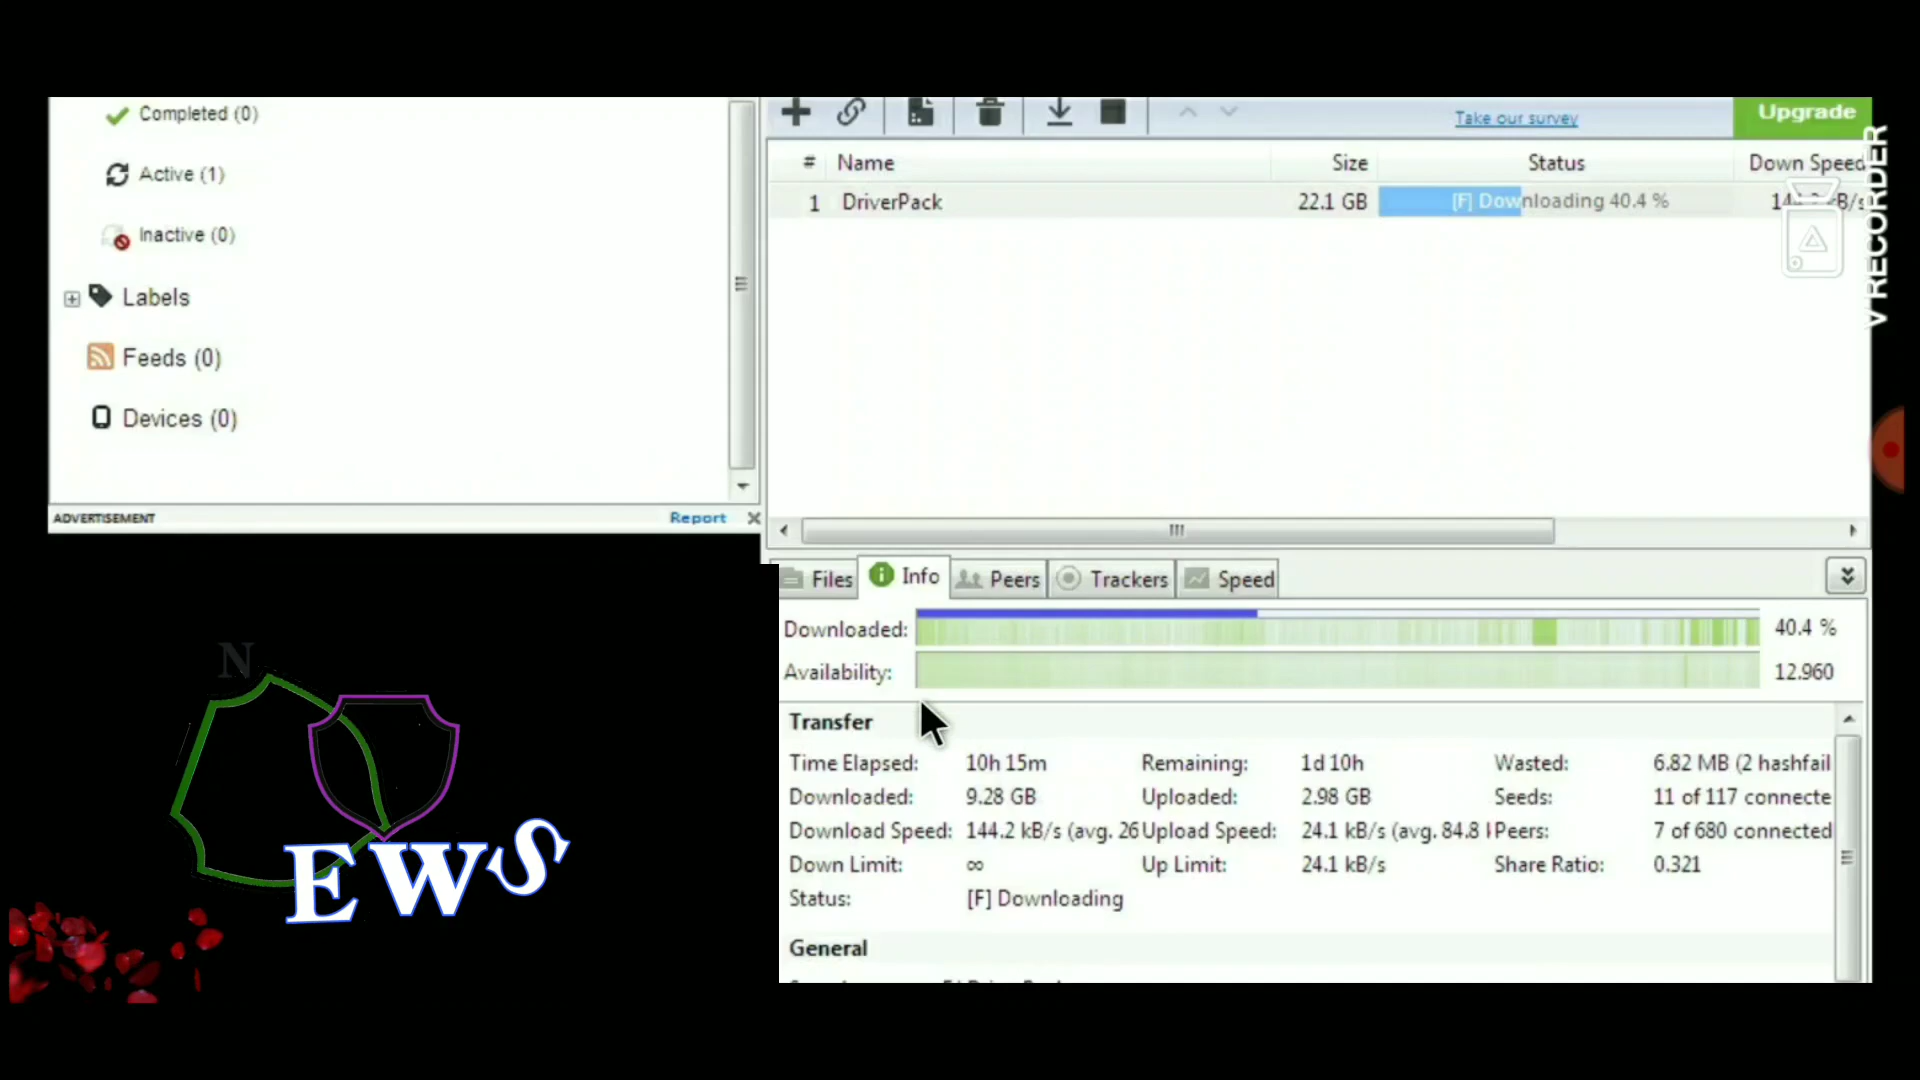 Completed (0)
Active (1)
Inactive (0)
Labels
Feeds (0)
Devices (0)
ADVERTISEMENT Report
Take our survey Upgrade
# Name Size Status Down Speed
1 DriverPack 22.1 GB [F] Downloading 40.4 %
V RECORDER
Files Info Peers Trackers Speed
Downloaded: 40.4 %
Availability: 12.960
Transfer
Time Elapsed: 10h 15m Remaining: 1d 10h Wasted: 6.82 MB (2 hashfail
Downloaded: 9.28 GB Uploaded: 2.98 GB Seeds: 11 of 117 connecte
Download Speed: 144.2 kB/s (avg. 26 Upload Speed: 24.1 kB/s (avg. 84.8 Peers: 7 of 680 connected
Down Limit: ∞ Up Limit: 24.1 kB/s Share Ratio: 0.321
Status: [F] Downloading
General
N
EWS